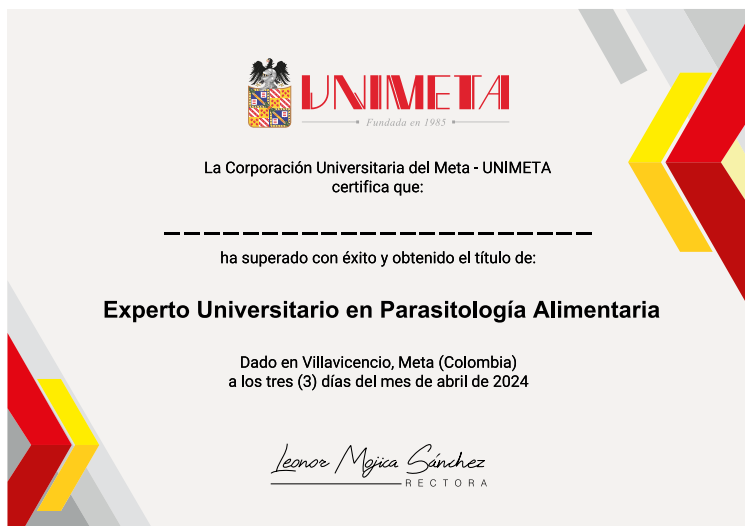 UNIMETA
Fundada en 1985
La Corporación Universitaria del Meta - UNIMETA
certifica que:
ha superado con éxito y obtenido el título de:
Experto Universitario en Parasitología Alimentaria
Dado en Villavicencio, Meta (Colombia)
a los tres (3) días del mes de abril de 2024
Leonor Mojica Sánchez
RECTORA